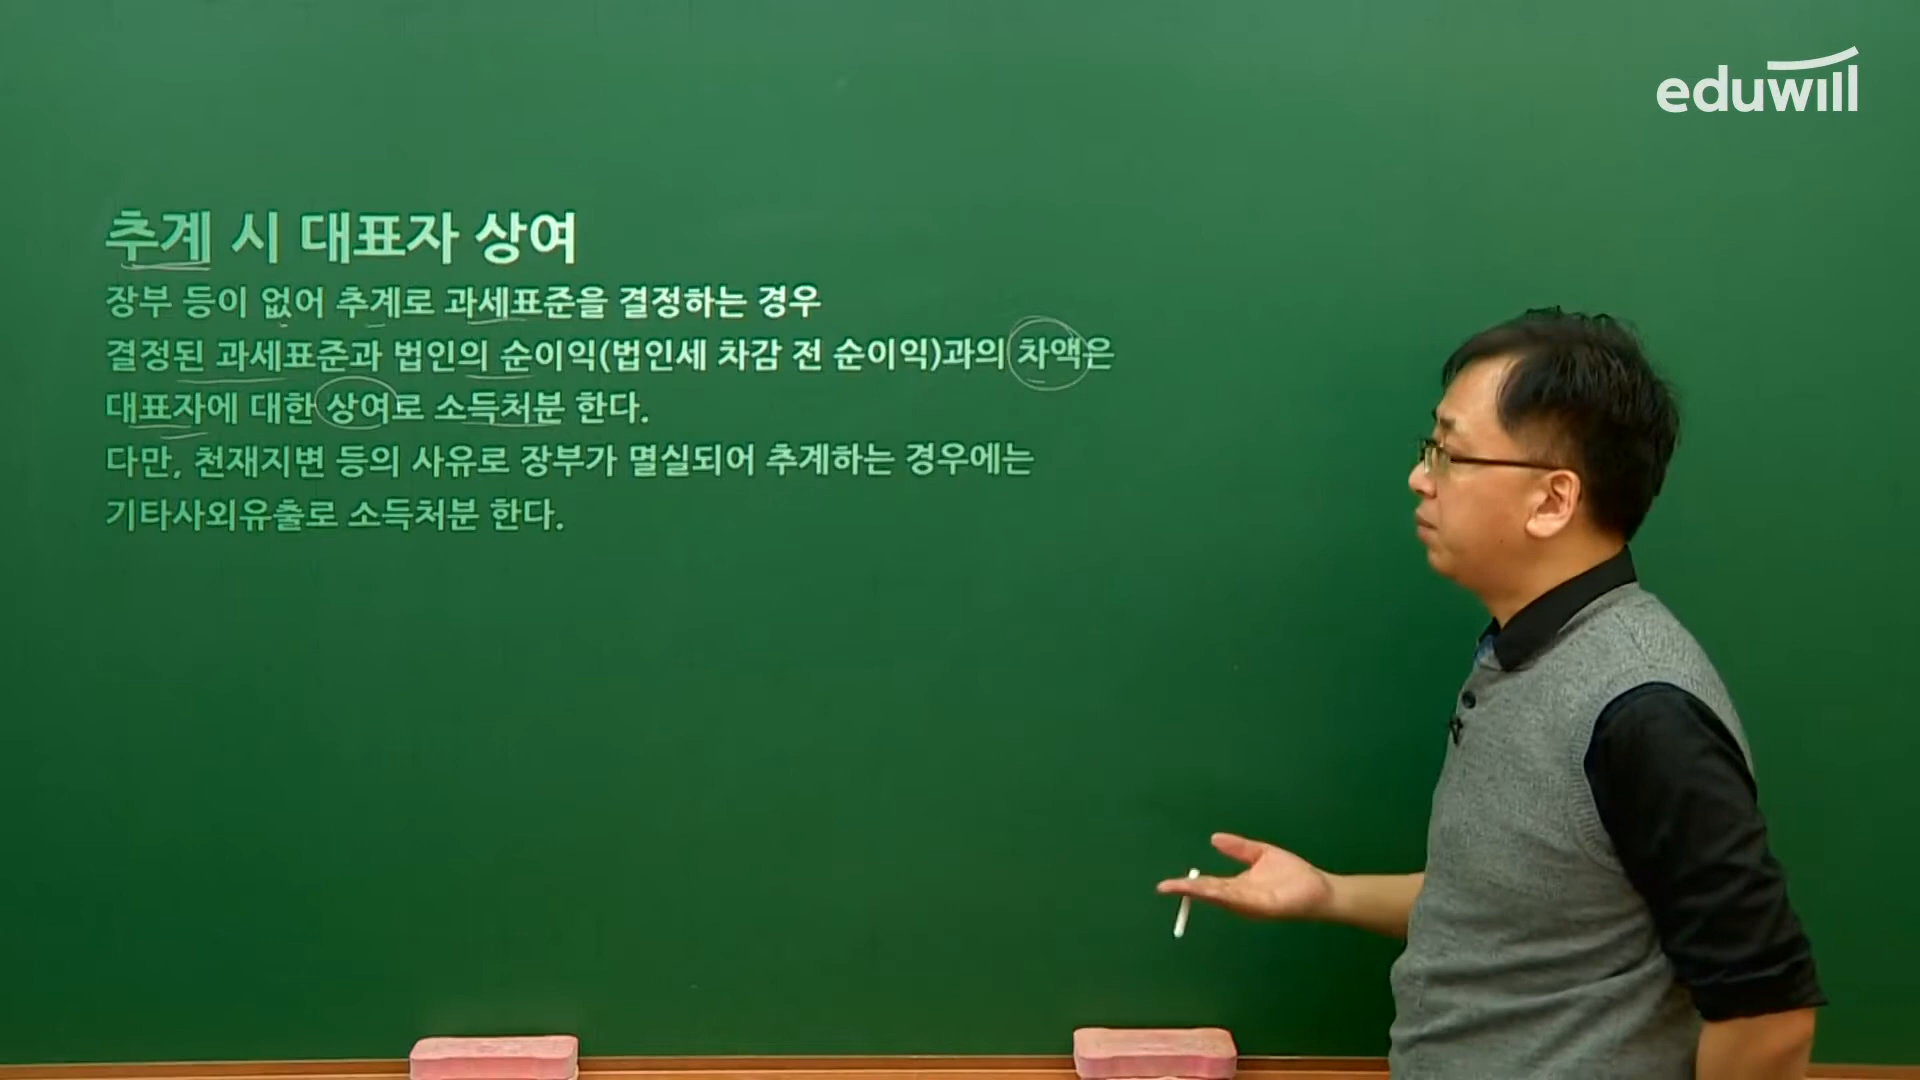 eduwill
추계 시 대표자 상여
장부 등이 없어 추계로 과세표준을 결정하는 경우
결정된 과세표준과 법인의 순이익(법인세 차감 전 순이익)과의 차액은
대표자에 대한 상여로 소득처분 한다.
다만, 천재지변 등의 사유로 장부가 멸실되어 추계하는 경우에는
기타사외유출로 소득처분 한다.